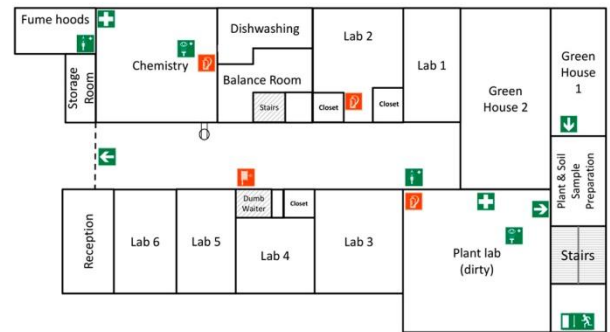 Fume hoods
Storage
Room
Chemistry
Dishwashing
Balance Room
Stairs
Closet
Lab 2
Closet
Lab 1
Green
House 2
Green
House
1
Plant & Soil
Sample
Preparation
Stairs
Reception
Lab 6
Lab 5
Dumb
Waiter
Closet
Lab 4
Lab 3
Plant lab
(dirty)